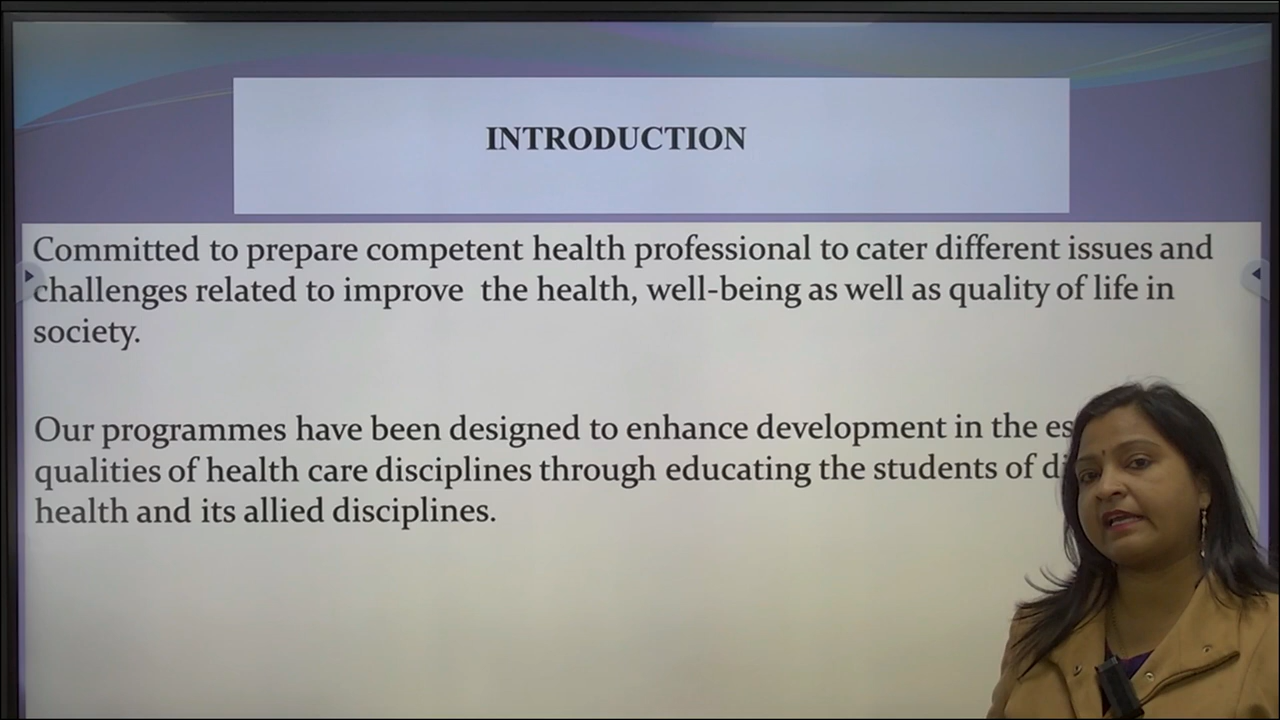 INTRODUCTION
Committed to prepare competent health professional to cater different issues and
challenges related to improve the health, well-being as well as quality of life in
society.
Our programmes have been designed to enhance development in the
qualities of health care disciplines through educating the students of
health and its allied disciplines.